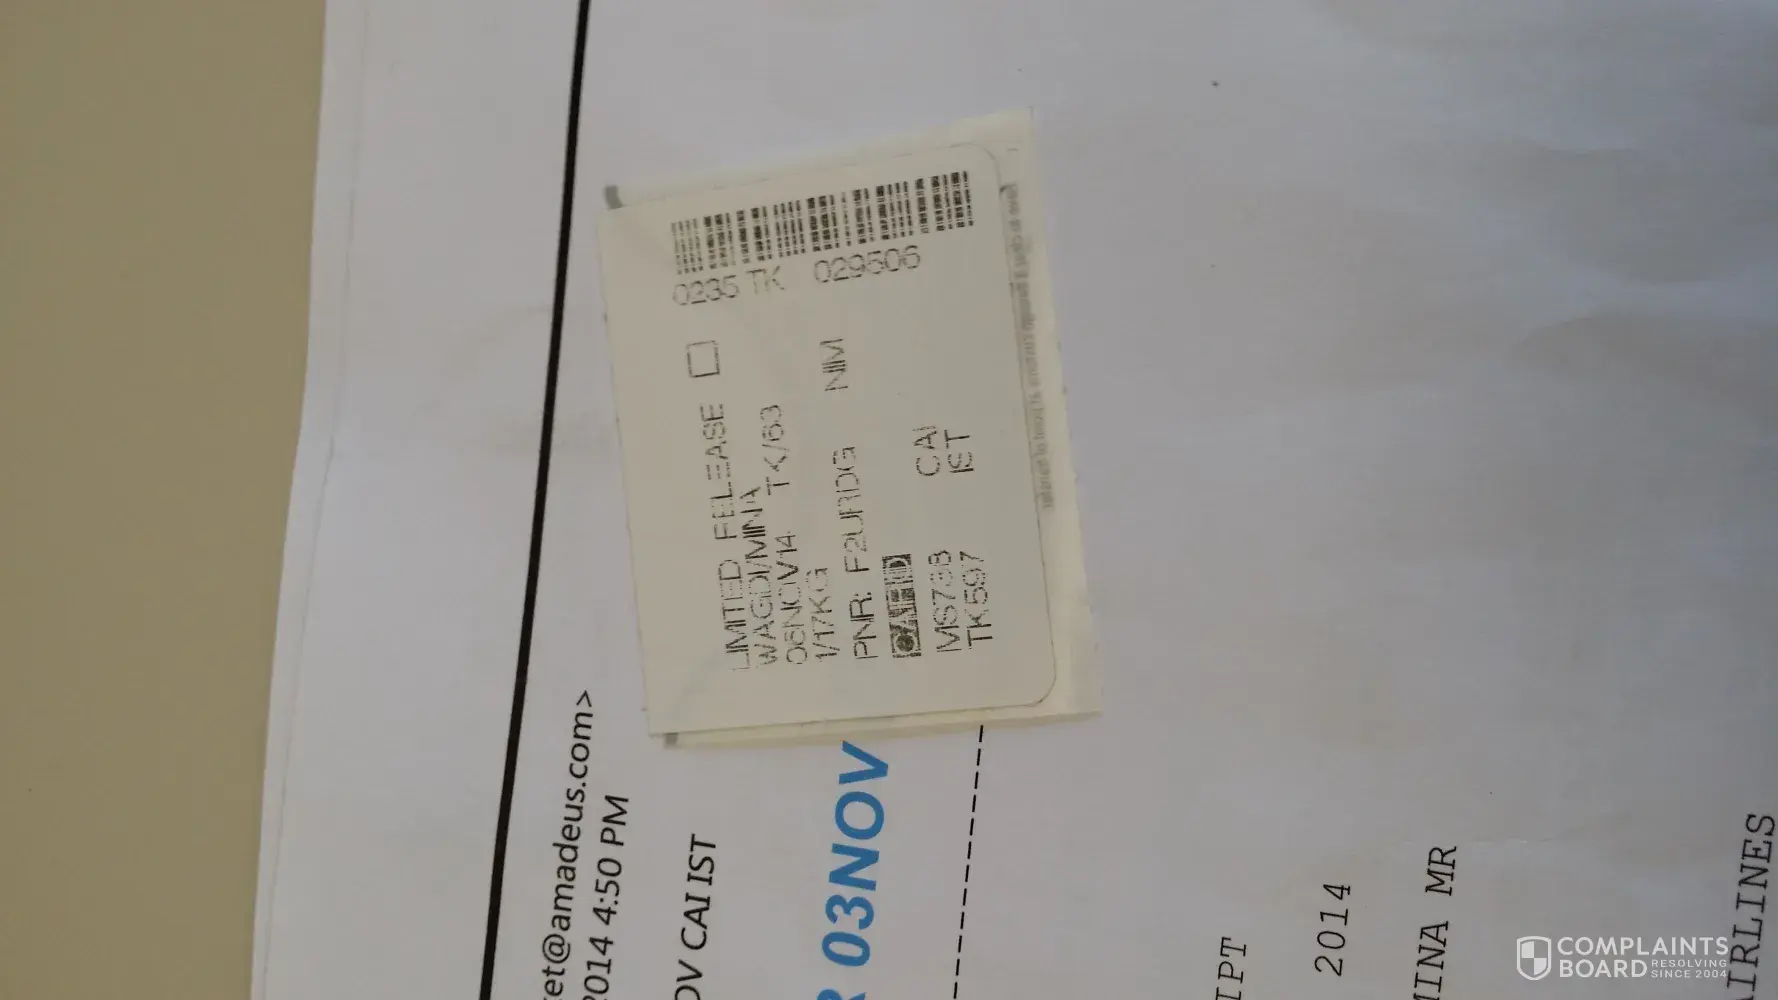 0235 TK 029506
LIMITED RELEASE
WAGDI/MINA
06NOV14 TK/63
1/17KG NIM
PNR: F2URDG
MS738 CAI
TK597 IST
et@amadeus.com>
2014 4:50 PM
OV CAI IST
R 03NOV
IPT
2014
MINA MR
AIRLINES
COMPLAINTS
BOARD RESOLVING
SINCE 2004